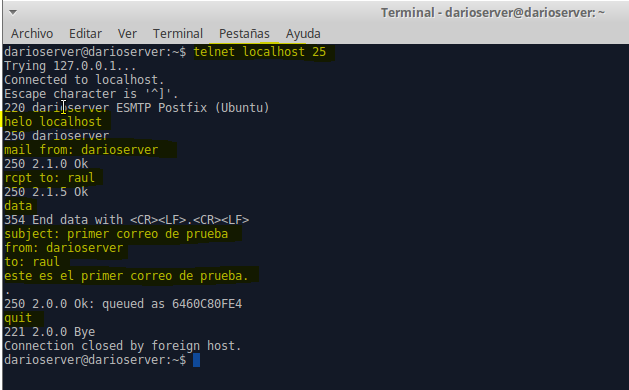 Terminal - darioserver@darioserver: ~
Archivo Editar Ver Terminal Pestañas Ayuda
darioserver@darioserver:~$ telnet localhost 25
Trying 127.0.0.1...
Connected to localhost.
Escape character is '^]'.
220 darioserver ESMTP Postfix (Ubuntu)
helo localhost
250 darioserver
mail from: darioserver
250 2.1.0 Ok
rcpt to: raul
250 2.1.5 Ok
data
354 End data with <CR><LF>.<CR><LF>
subject: primer correo de prueba
from: darioserver
to: raul
este es el primer correo de prueba.
.
250 2.0.0 Ok: queued as 6460C80FE4
quit
221 2.0.0 Bye
Connection closed by foreign host.
darioserver@darioserver:~$